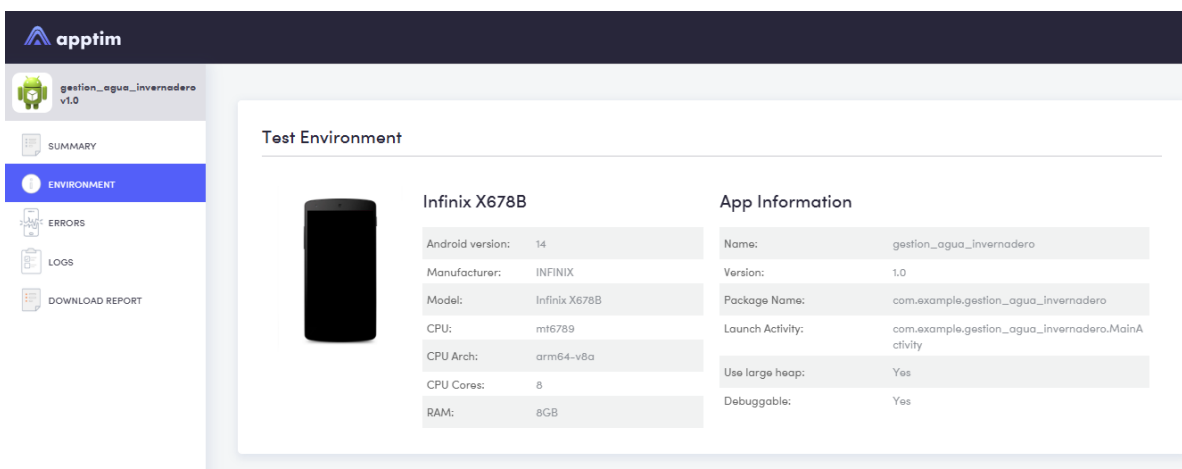 apptim
gestion_agua_invernadero
v1.0
SUMMARY
ENVIRONMENT
ERRORS
LOGS
DOWNLOAD REPORT
Test Environment
Infinix X678B
Android version: 14
Manufacturer: INFINIX
Model: Infinix X678B
CPU: mt6789
CPU Arch: arm64-v8a
CPU Cores: 8
RAM: 8GB
App Information
Name: gestion_agua_invernadero
Version: 1.0
Package Name: com.example.gestion_agua_invernadero
Launch Activity: com.example.gestion_agua_invernadero.MainA
ctivity
Use large heap: Yes
Debuggable: Yes